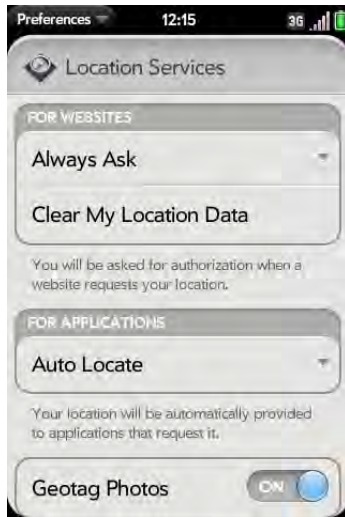 Preferences
12:15
3G
Location Services
FOR WEBSITES
Always Ask
Clear My Location Data
You will be asked for authorization when a
website requests your location.
FOR APPLICATIONS
Auto Locate
Your location will be automatically provided
to applications that request it.
Geotag Photos
ON